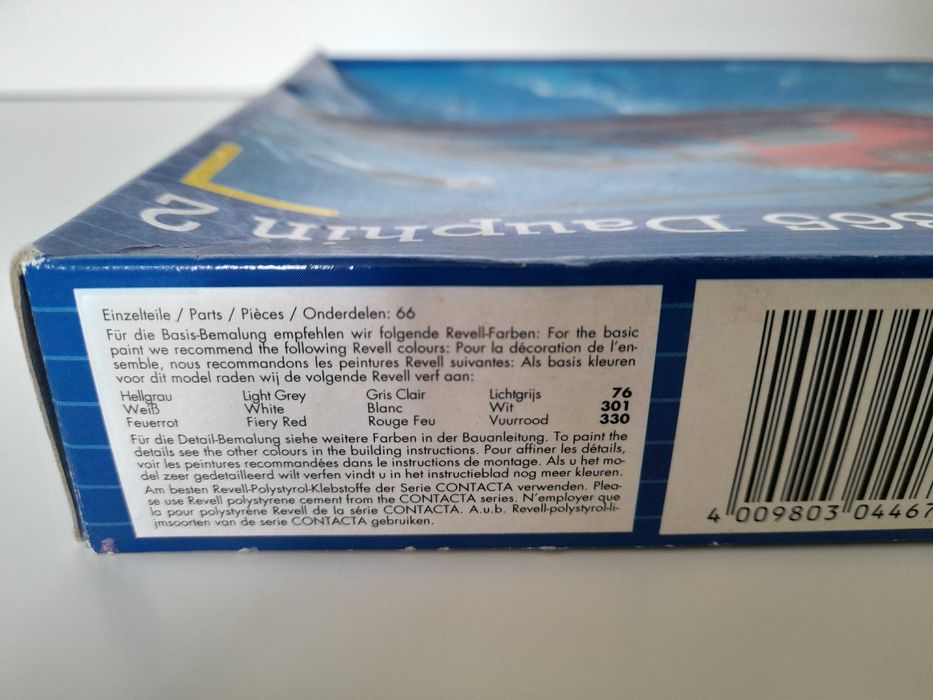 365 Dauphin 2
Einzelteile / Parts / Pièces / Onderdelen: 66
Für die Basis-Bemalung empfehlen wir folgende Revell-Farben: For the basic
paint we recommend the following Revell colours: Pour la décoration de l'en-
semble, nous recommandons les peintures Revell suivantes: Als basis kleuren
voor dit model raden wij de volgende Revell verf aan:
Hellgrau Light Grey Gris Clair Lichtgrijs 76
Weiß White Blanc Wit 301
Feuerrot Fiery Red Rouge Feu Vuurrood 330
Für die Detail-Bemalung siehe weitere Farben in der Bauanleitung. To paint the
details see the other colours in the building instructions. Pour affiner les détails,
voir les peintures recommandées dans le instructions de montage. Als u het mo-
del zeer gedetailleerd wilt verfen vindt u in het instructieblad nog meer kleuren.
Am besten Revell-Polystyrol-Klebstoffe der Serie CONTACTA verwenden. Plea-
se use Revell polystyrene cement from the CONTACTA series. N'employer que
la pour polystyréne Revell de la série CONTACTA. A.u.b. Revell-polystyrol-li-
jmsoorten van de serie CONTACTA gebruiken.
4 009803 04467